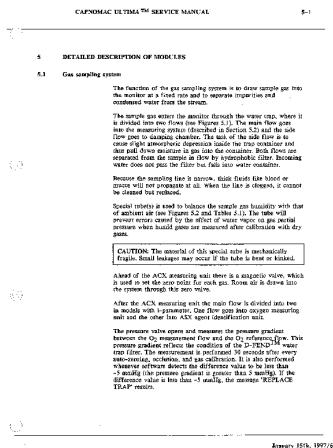 CAPNOMAC ULTIMA TM SERVICE MANUAL 5-1
5 DETAILED DESCRIPTION OF MODULES
5.1 Gas sampling system
The function of the gas sampling system is to draw sample gas into
the monitor at a fixed rate and to separate impurities and
condensed water from the stream.
The sample gas enters the monitor through the water trap, where it
is divided into two flows (see Figures 5.1). The main flow goes
into the measuring system (described in Section 5.2) and the side
flow goes to damping chamber. The task of the side flow is to
cause slight atmospheric depression inside the trap container and
thus pull down moisture in gas into the container. Both flows are
separated from the sample in flow by hydrophobic filter. Incoming
water does not pass the filter but falls into water container.
Because the sampling line is narrow, thick fluids like blood or
mucus will not propagate at all. When the line is clogged, it cannot
be cleaned but replaced.
Special tube(s) is used to balance the sample gas humidity with that
of ambient air (see Figures 5.2 and Tables 5.1). The tube will
prevent errors caused by the effect of water vapor on gas partial
pressure when humid gases are measured after calibration with dry
gases.
CAUTION: The material of this special tube is mechanically
fragile. Small leakages may occur if the tube is bent or kinked.
Ahead of the ACX measuring unit there is a magnetic valve, which
is used to set the zero point for each gas. Room air is drawn into
the system through this zero valve.
After the ACX measuring unit the main flow is divided into two
in models with i-parameter. One flow goes into oxygen measuring
unit and the other into ASX agent identification unit.
The pressure valve opens and measures the pressure gradient
between the O2 measurement flow and the O2 reference flow. This
pressure gradient reflects the condition of the D-FEND TM water
trap filter. The measurement is performed 30 seconds after every
auto-zeroing, occlusion, and gas calibration. It is also performed
whenever software detects the difference value to be less than
-5 mmHg (the pressure gradient is greater than 5 mmHg). If the
difference value is less than -5 mmHg, the message 'REPLACE
TRAP' remains.
January 15th, 1997/6